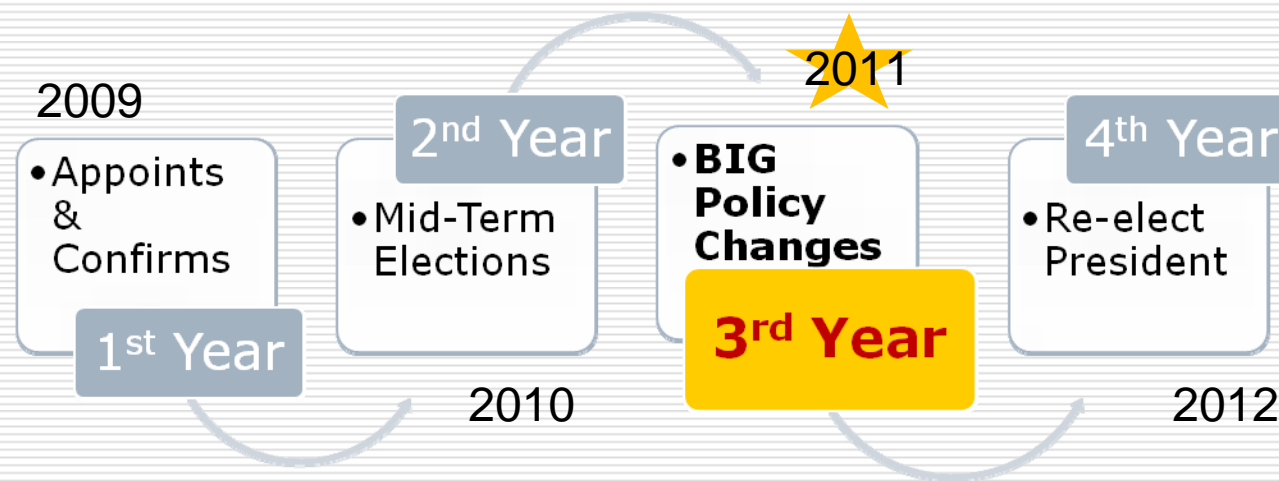 2009
•Appoints
&
Confirms
1st Year
2nd Year
•Mid-Term
Elections
2010
2011
•BIG
Policy
Changes
3rd Year
4th Year
•Re-elect
President
2012